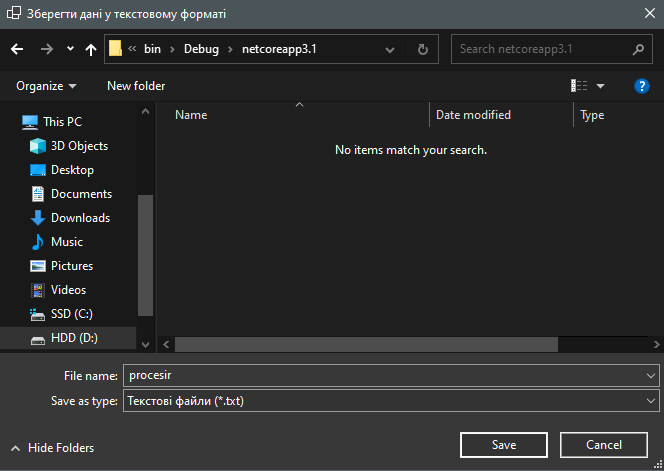 Зберегти дані у текстовому форматі
« bin › Debug › netcoreapp3.1
Search netcoreapp3.1
Organize
New folder
?
This PC
3D Objects
Desktop
Documents
Downloads
Music
Pictures
Videos
SSD (C:)
HDD (D:)
Name
Date modified
Type
No items match your search.
File name: procesir
Save as type: Текстові файли (*.txt)
Hide Folders
Save
Cancel